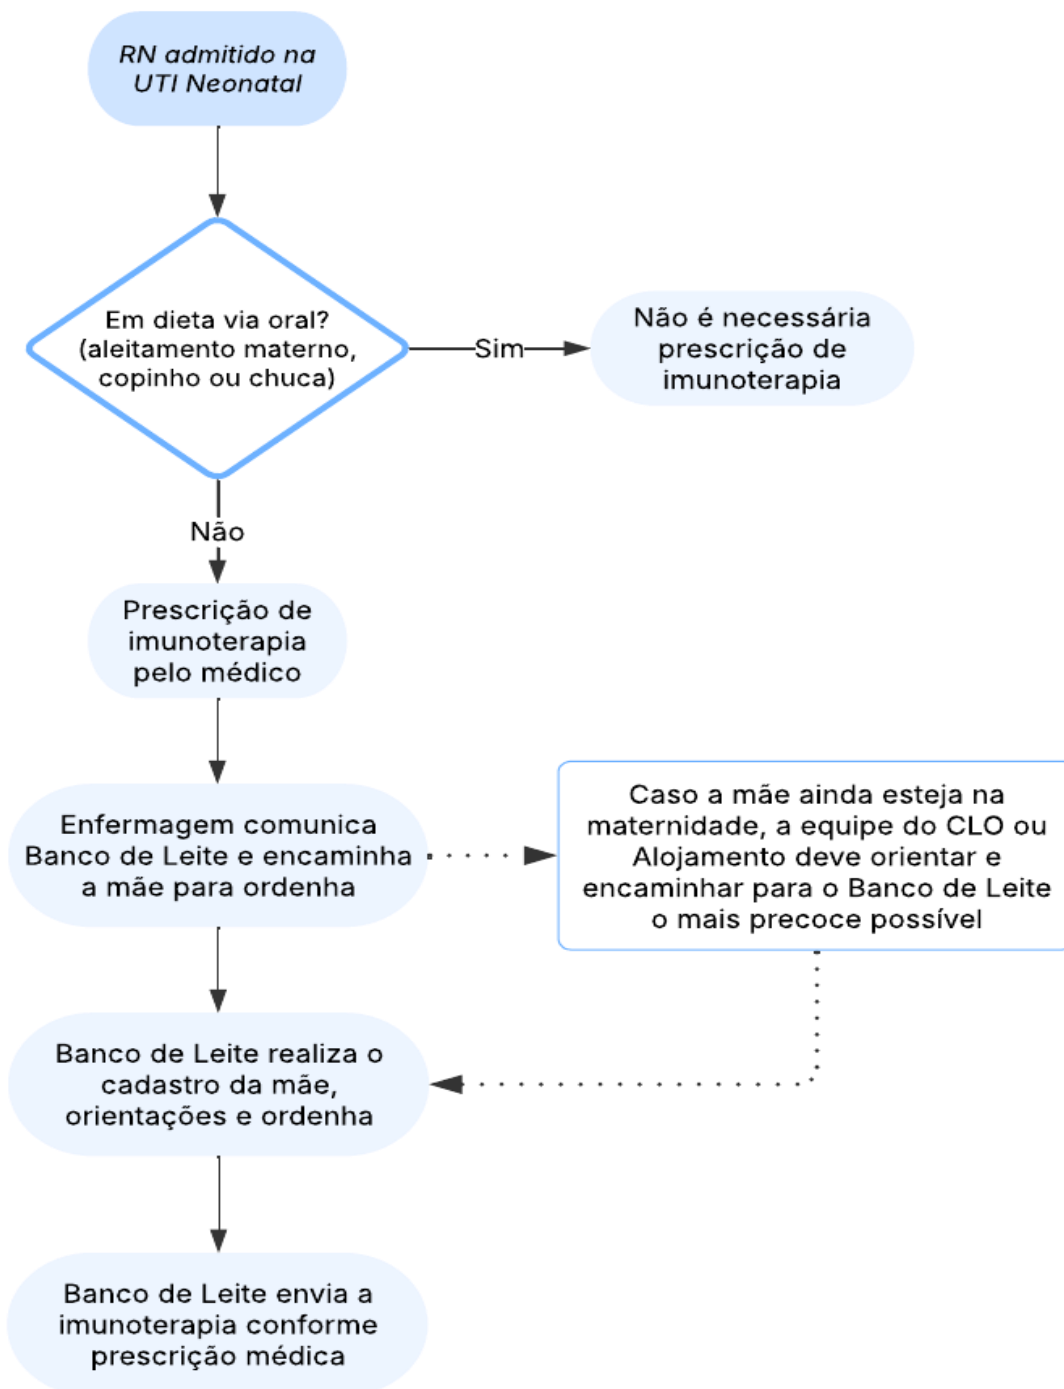 RN admitido na
UTI Neonatal
Em dieta via oral?
(aleitamento materno,
copinho ou chuca)
Sim
Não é necessária
prescrição de
imunoterapia
Não
Prescrição de
imunoterapia
pelo médico
Enfermagem comunica
Banco de Leite e encaminha
a mãe para ordenha
Caso a mãe ainda esteja na
maternidade, a equipe do CLO ou
Alojamento deve orientar e
encaminhar para o Banco de Leite
o mais precoce possível
Banco de Leite realiza o
cadastro da mãe,
orientações e ordenha
Banco de Leite envia a
imunoterapia conforme
prescrição médica